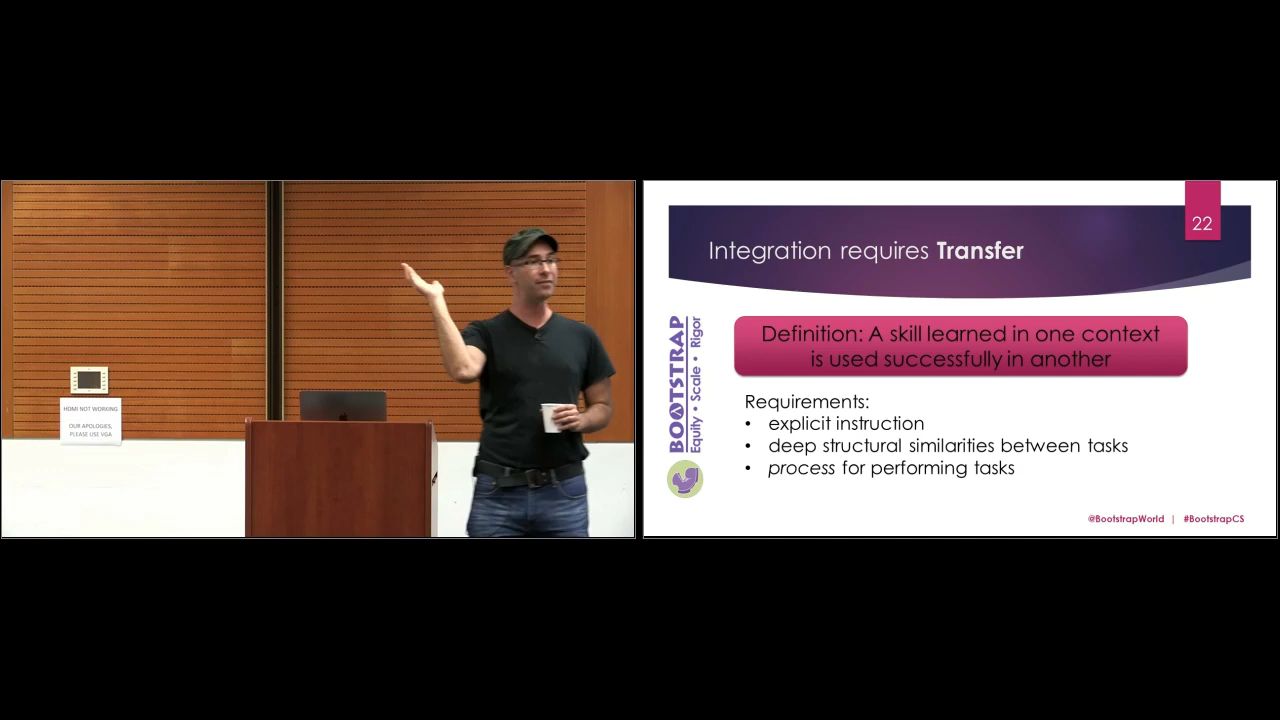 HDMI NOT WORKING
OUR APOLOGIES,
PLEASE USE VGA
22
Integration requires Transfer
Definition: A skill learned in one context
is used successfully in another
BOOTSTRAP
Equity • Scale • Rigor
Requirements:
• explicit instruction
• deep structural similarities between tasks
• process for performing tasks
@BootstrapWorld | #BootstrapCS